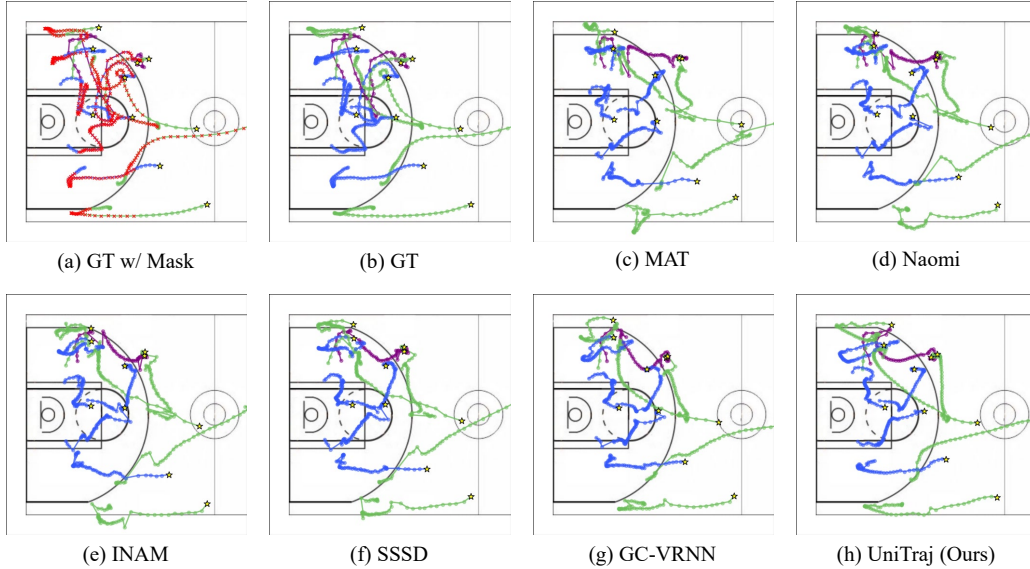 (a) GT w/ Mask
(b) GT
(c) MAT
(d) Naomi
(e) INAM
(f) SSSD
(g) GC-VRNN
(h) UniTraj (Ours)